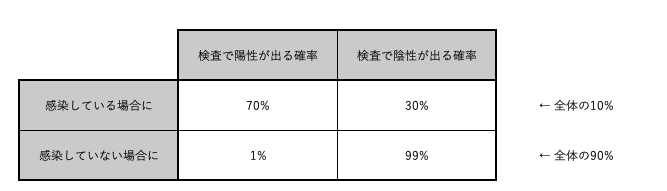 検査で陽性が出る確率 検査で陰性が出る確率
感染している場合に 70% 30% ← 全体の10%
感染していない場合に 1% 99% ← 全体の90%